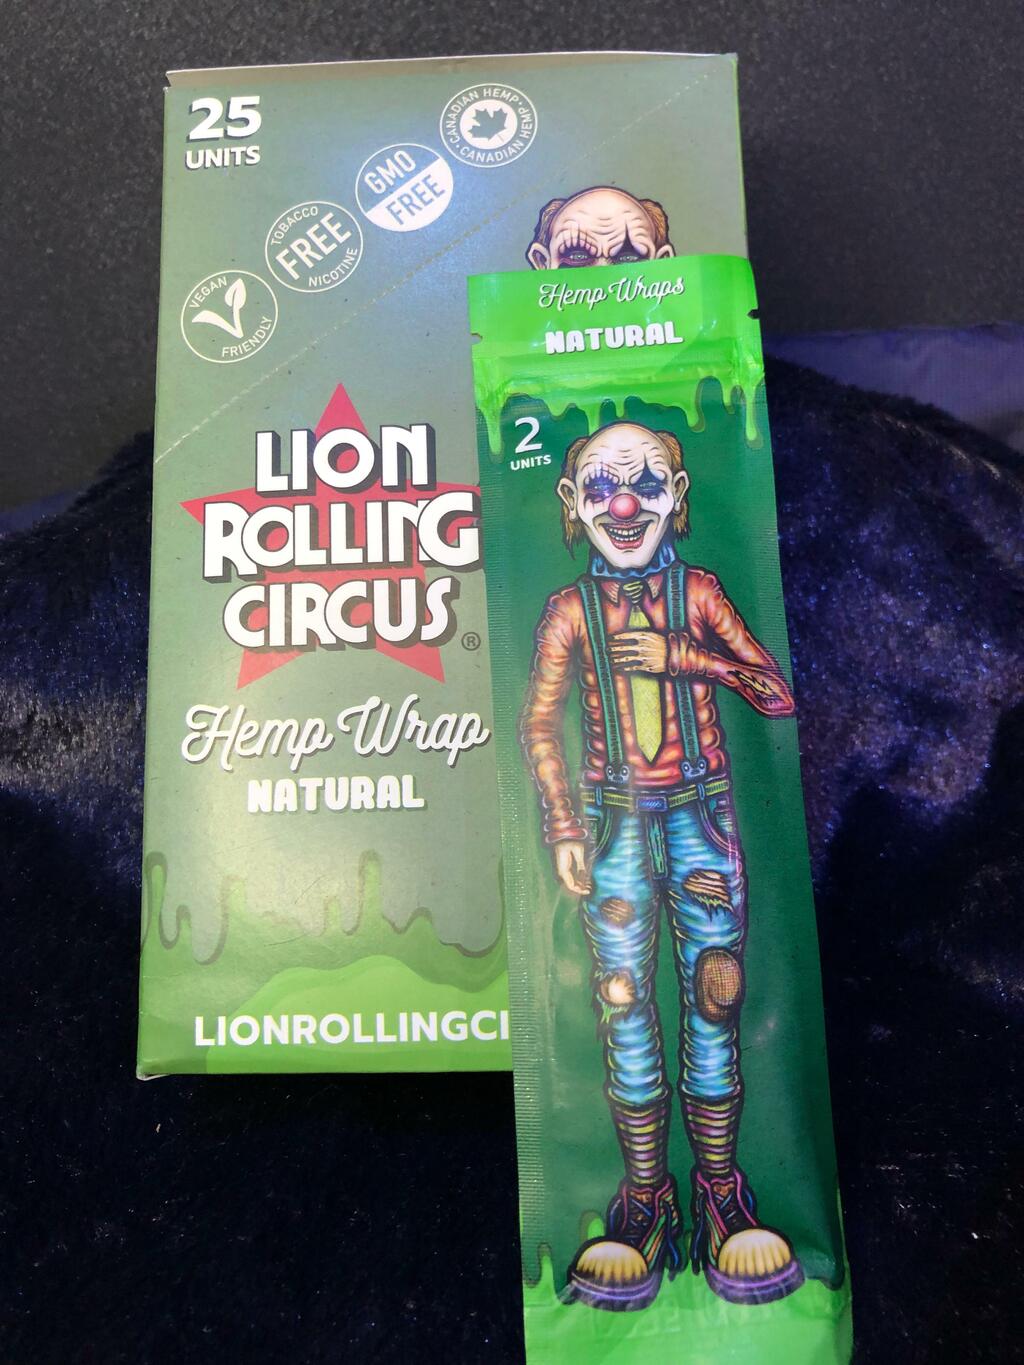 25
UNITS
CANADIAN HEMP · CANADIAN HEMP ·
GMO
FREE
TOBACCO
FREE
NICOTINE
VEGAN
FRIENDLY
LION
ROLLING
CIRCUS
®
Hemp Wrap
NATURAL
LIONROLLINGCI
Hemp Wraps
NATURAL
2
UNITS